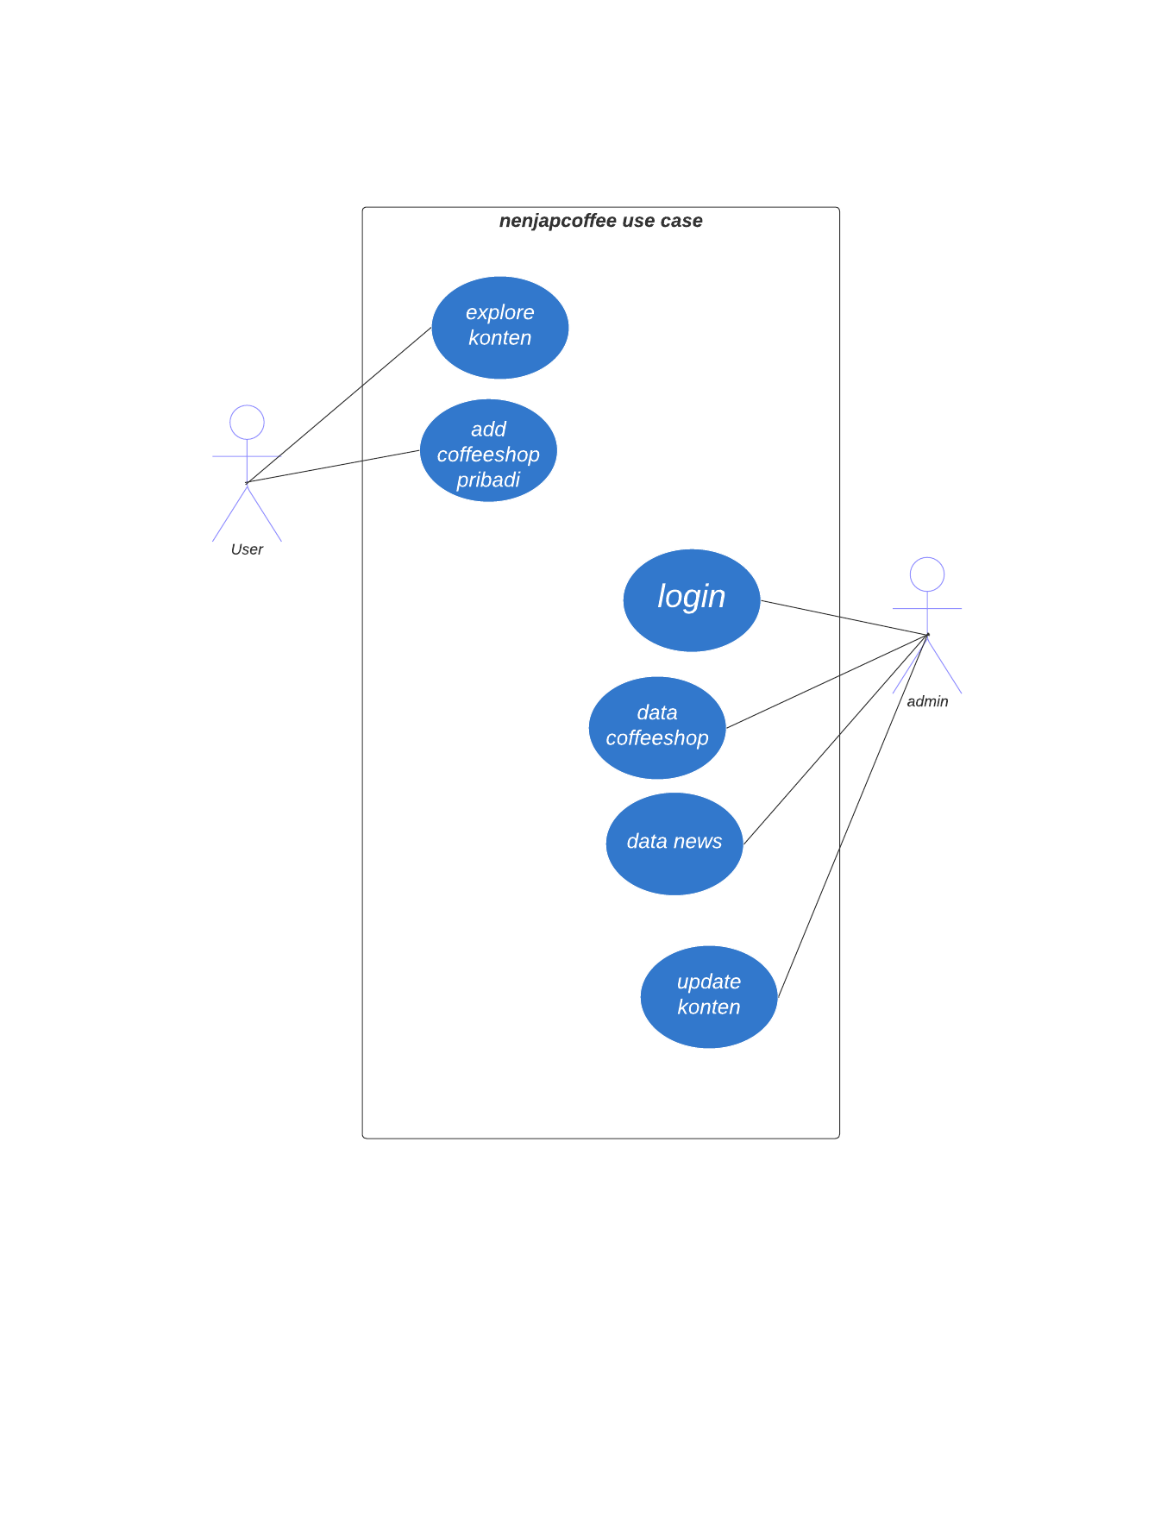 nenjapcoffee use case
explore
konten
add
coffeeshop
pribadi
User
login
admin
data
coffeeshop
data news
update
konten